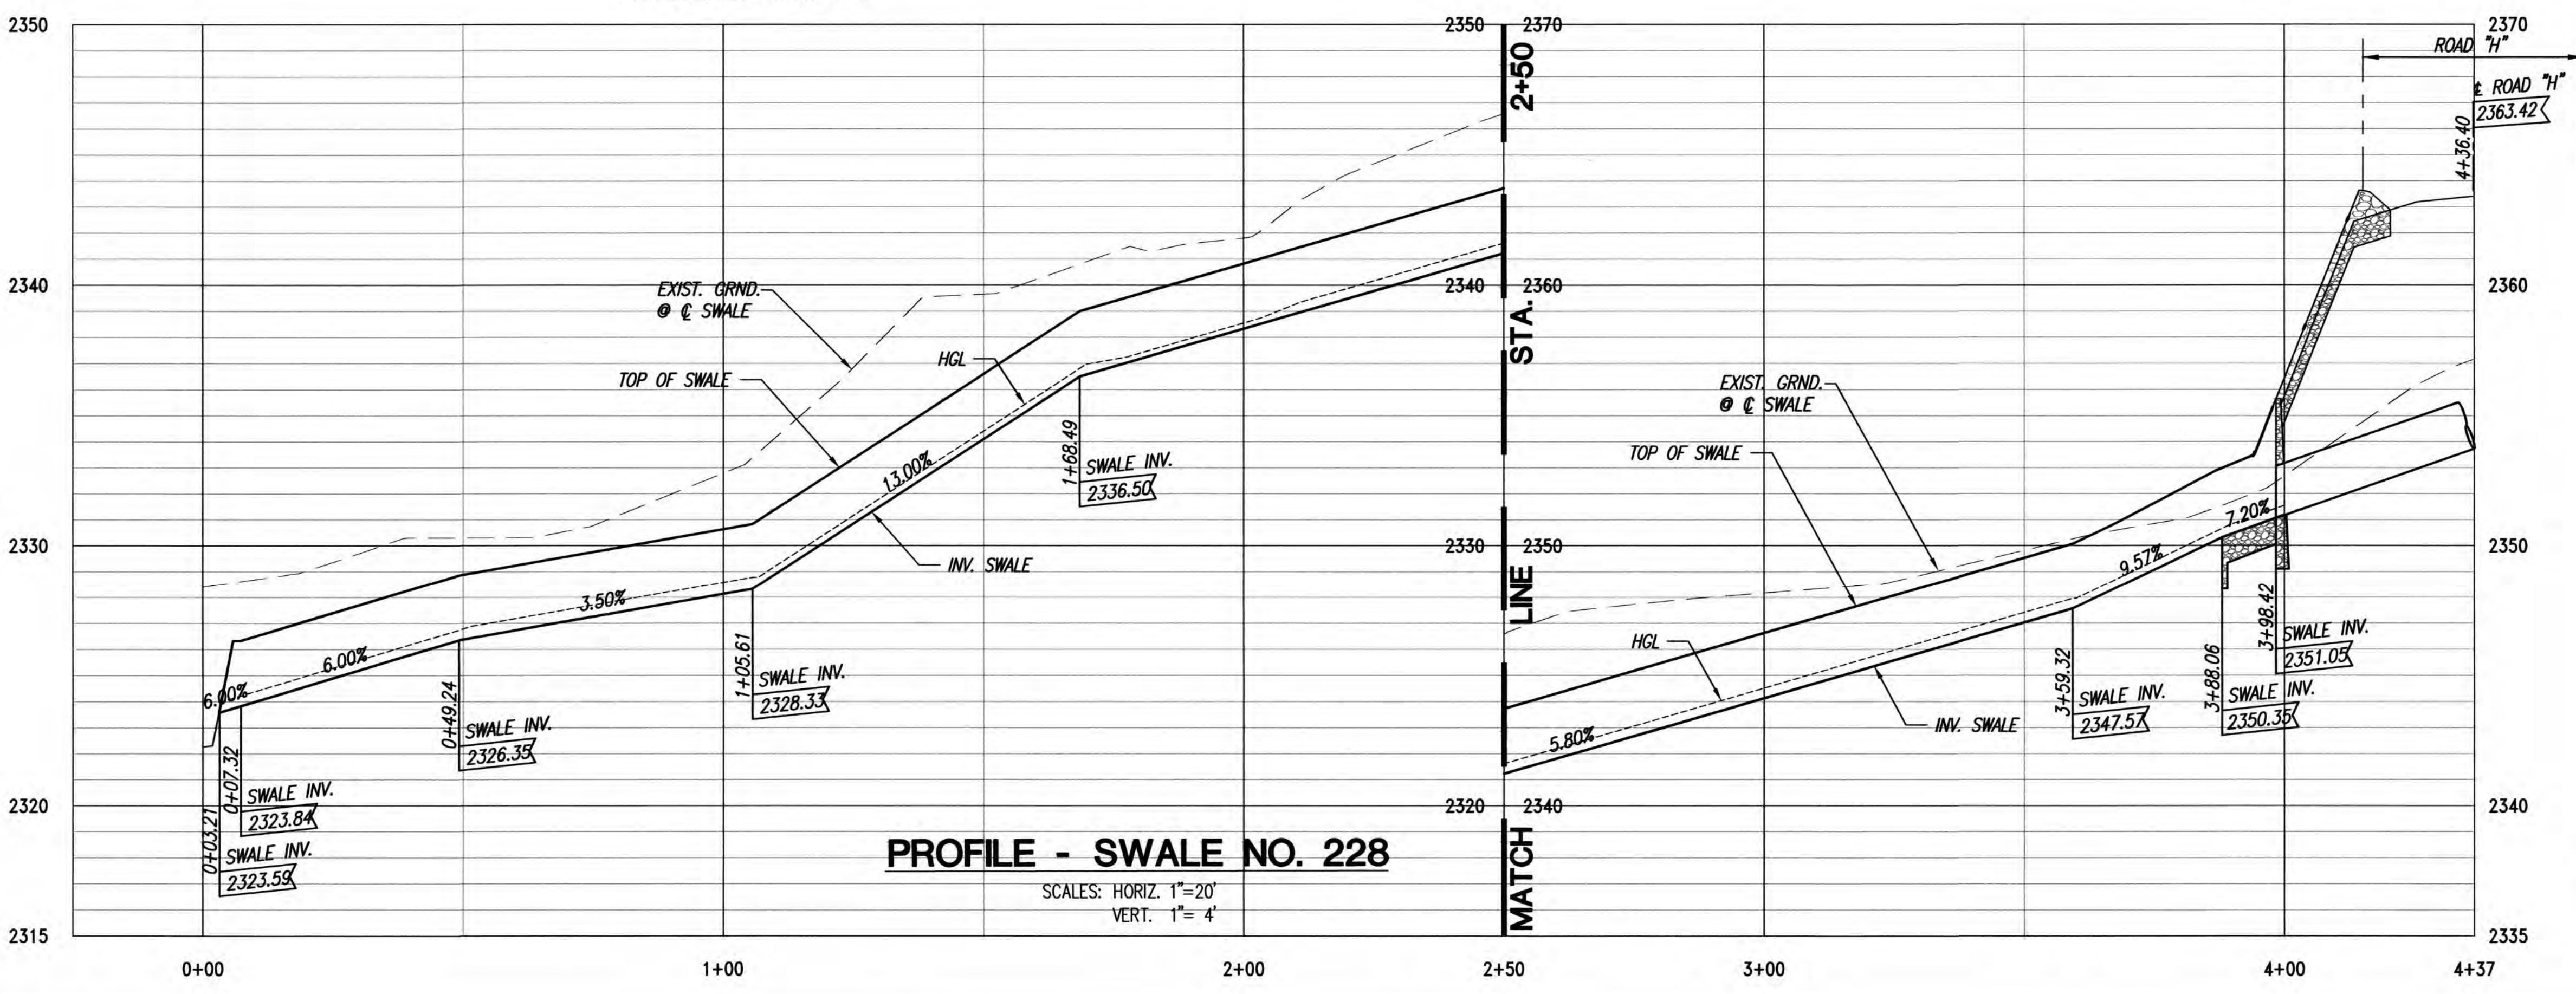 2350
2350 2370
2370
ROAD "H"
℄ ROAD "H"
2363.42
4+36.40
2+50
2340
2340 2360
2360
EXIST. GRND.
@ ℄ SWALE
HGL
TOP OF SWALE
13.00%
1+68.49
SWALE INV.
2336.50
STA.
EXIST. GRND.
@ ℄ SWALE
TOP OF SWALE
2330
2330 2350
2350
INV. SWALE
3.50%
6.00%
6.00%
0+03.21
SWALE INV.
2323.59
0+07.32
SWALE INV.
2323.84
0+49.24
SWALE INV.
2326.35
1+05.61
SWALE INV.
2328.33
LINE
HGL
5.80%
INV. SWALE
9.57%
7.20%
3+59.32
SWALE INV.
2347.57
3+88.06
SWALE INV.
2350.35
3+98.42
SWALE INV.
2351.05
2320
2320 2340
2340
MATCH
PROFILE - SWALE NO. 228
SCALES: HORIZ. 1"=20'
VERT. 1"= 4'
2315
2335
0+00
1+00
2+00
2+50
3+00
4+00
4+37